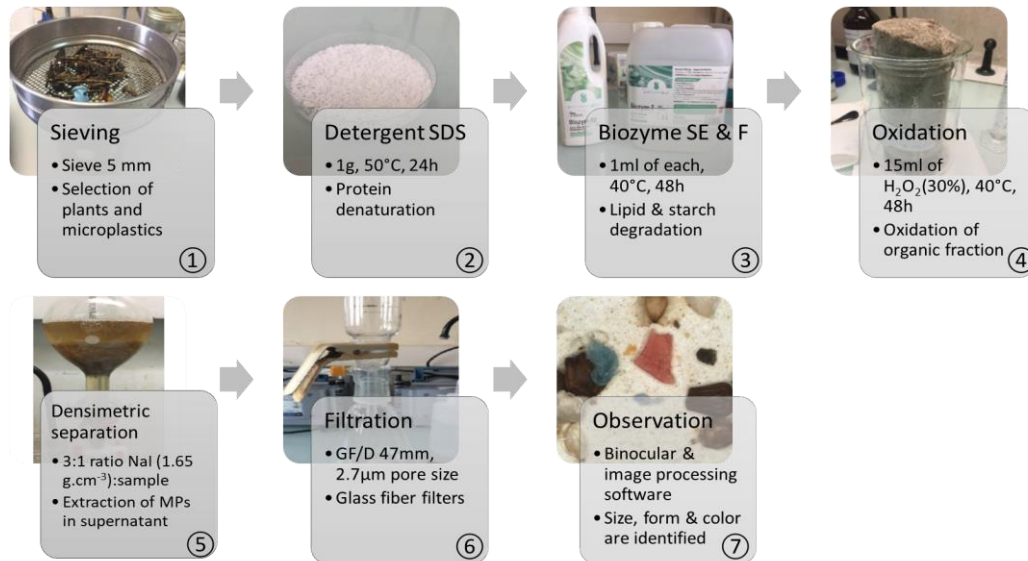 Sieving
• Sieve 5 mm
• Selection of
plants and
microplastics
①
Detergent SDS
• 1g, 50°C, 24h
• Protein
denaturation
②
Biozyme SE & F
• 1ml of each,
40°C, 48h
• Lipid & starch
degradation
③
Oxidation
• 15ml of
H₂O₂(30%), 40°C,
48h
• Oxidation of
organic fraction
④
Densimetric
separation
• 3:1 ratio NaI (1.65
g.cm⁻³):sample
• Extraction of MPs
in supernatant
⑤
Filtration
• GF/D 47mm,
2.7µm pore size
• Glass fiber filters
⑥
Observation
• Binocular &
image processing
software
• Size, form & color
are identified
⑦